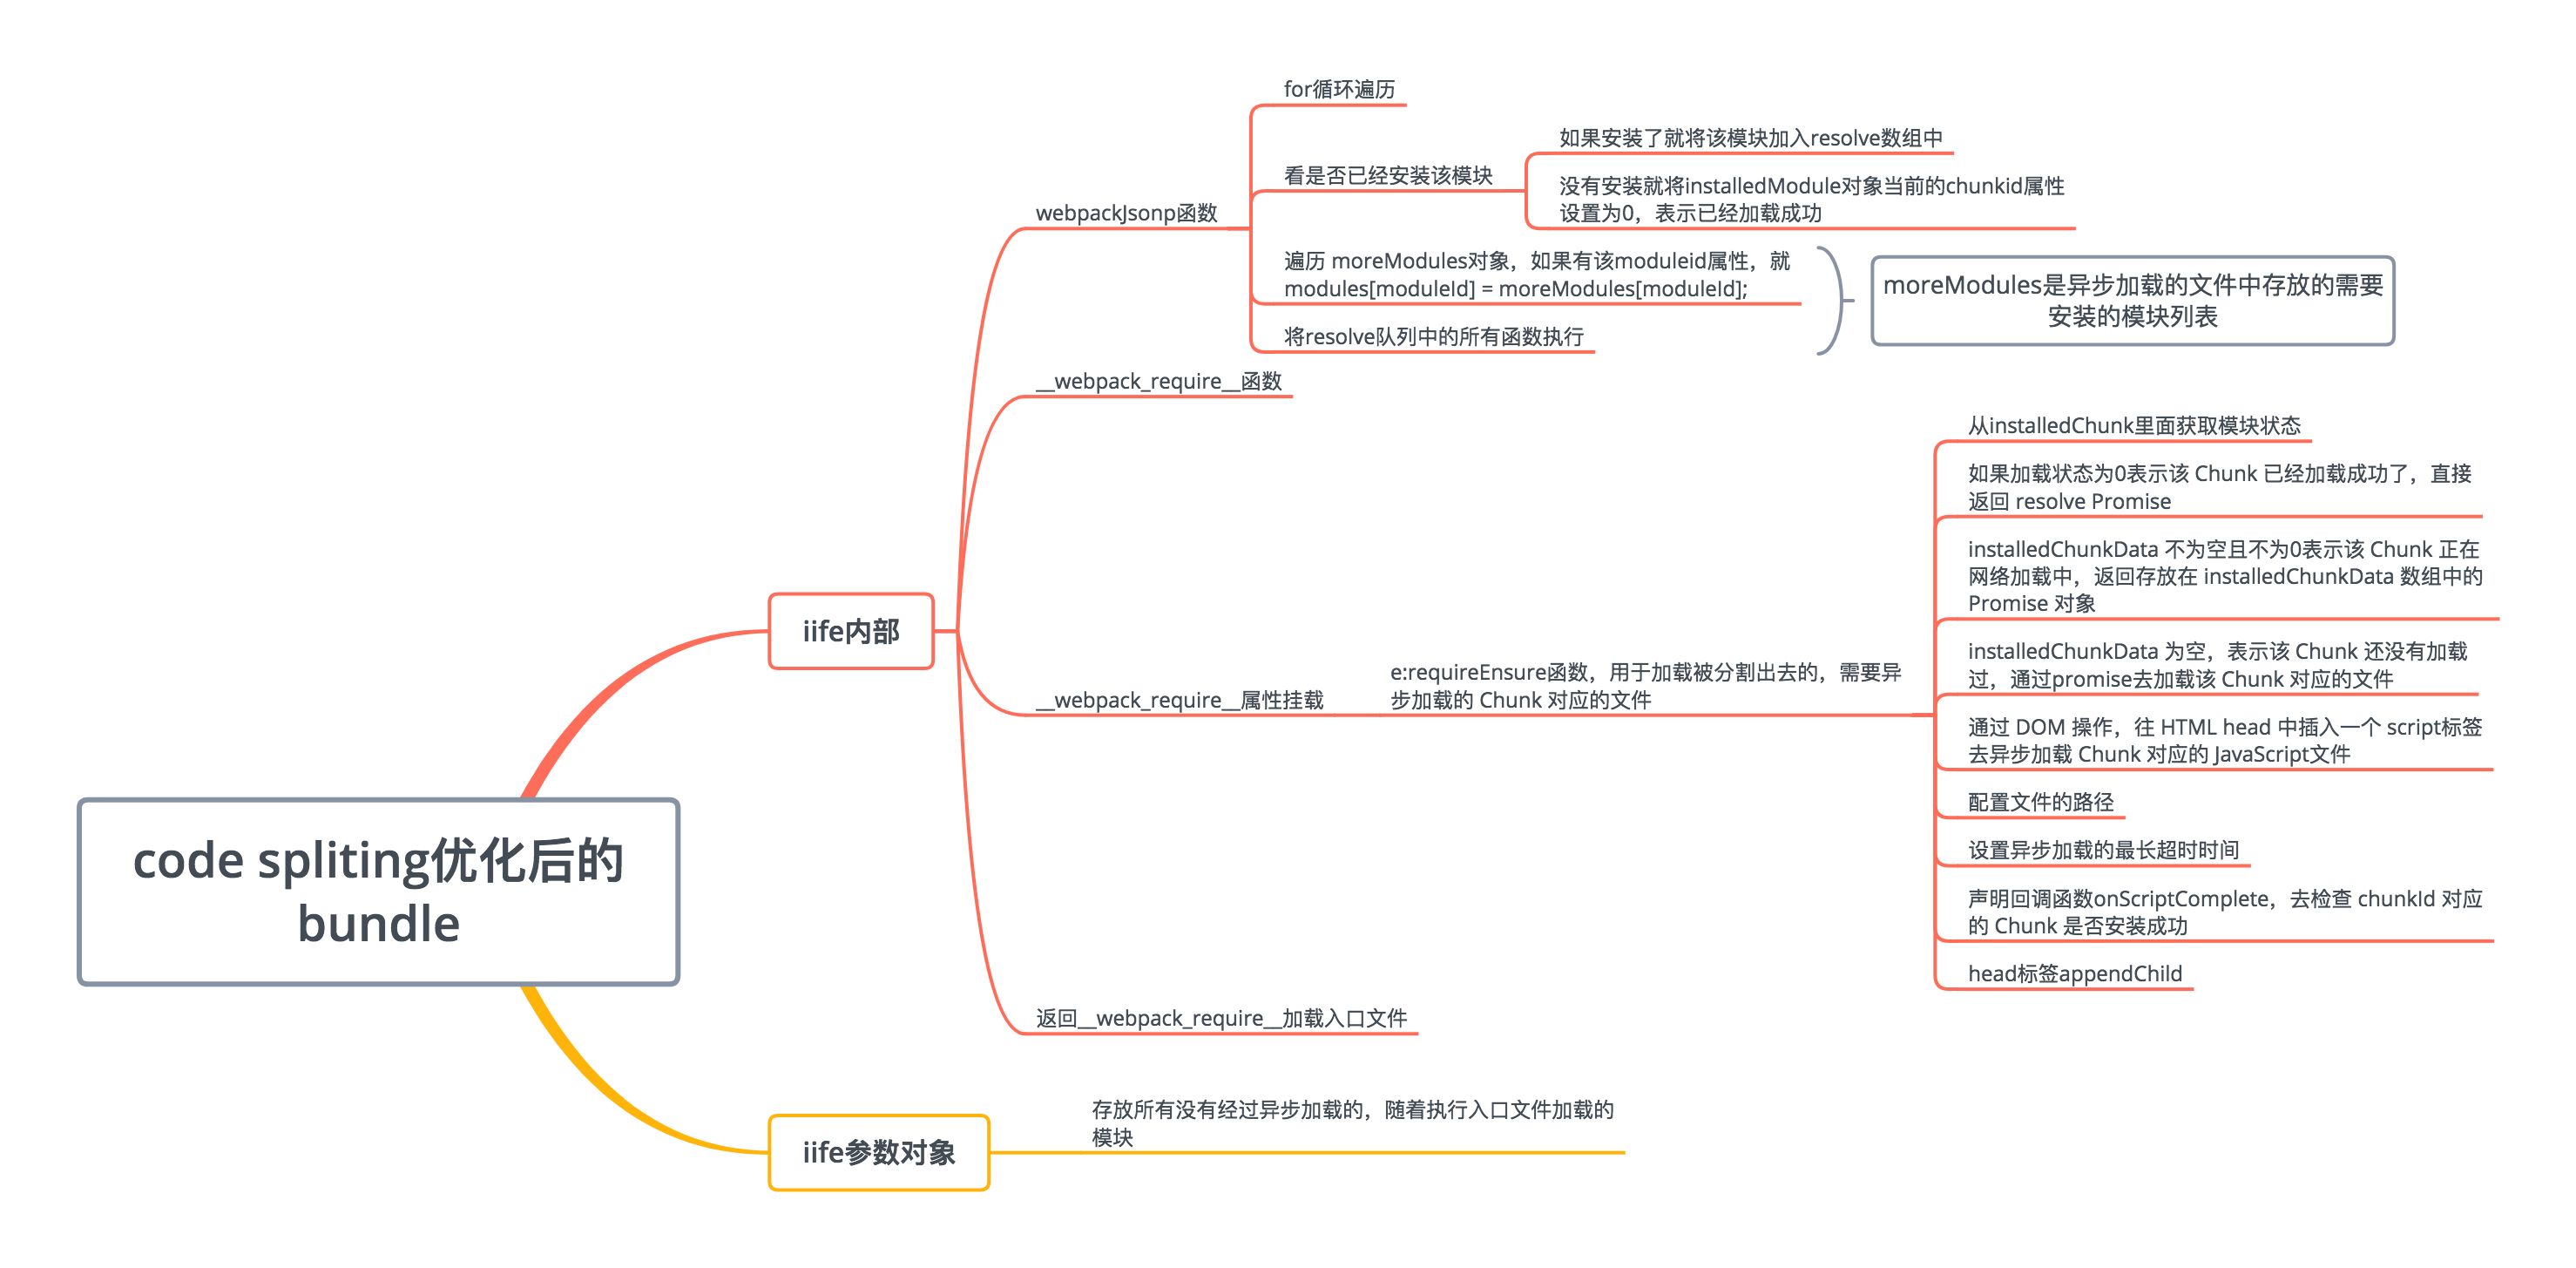 for循环遍历
如果安装了就将该模块加入resolve数组中
看是否已经安装该模块
没有安装就将installedModule对象当前的chunkid属性
设置为0，表示已经加载成功
webpackJsonp函数
遍历 moreModules对象，如果有该moduleid属性，就
modules[moduleId] = moreModules[moduleId];
moreModules是异步加载的文件中存放的需要
安装的模块列表
将resolve队列中的所有函数执行
__webpack_require__函数
从installedChunk里面获取模块状态
如果加载状态为0表示该 Chunk 已经加载成功了，直接
返回 resolve Promise
installedChunkData 不为空且不为0表示该 Chunk 正在
网络加载中，返回存放在 installedChunkData 数组中的
Promise 对象
iife内部
installedChunkData 为空，表示该 Chunk 还没有加载
过，通过promise去加载该 Chunk 对应的文件
e:requireEnsure函数，用于加载被分割出去的，需要异
步加载的 Chunk 对应的文件
__webpack_require__属性挂载
通过 DOM 操作，往 HTML head 中插入一个 script标签
去异步加载 Chunk 对应的 JavaScript文件
配置文件的路径
设置异步加载的最长超时时间
声明回调函数onScriptComplete，去检查 chunkId 对应
的 Chunk 是否安装成功
head标签appendChild
code spliting优化后的
bundle
返回__webpack_require__加载入口文件
存放所有没有经过异步加载的，随着执行入口文件加载的
模块
iife参数对象